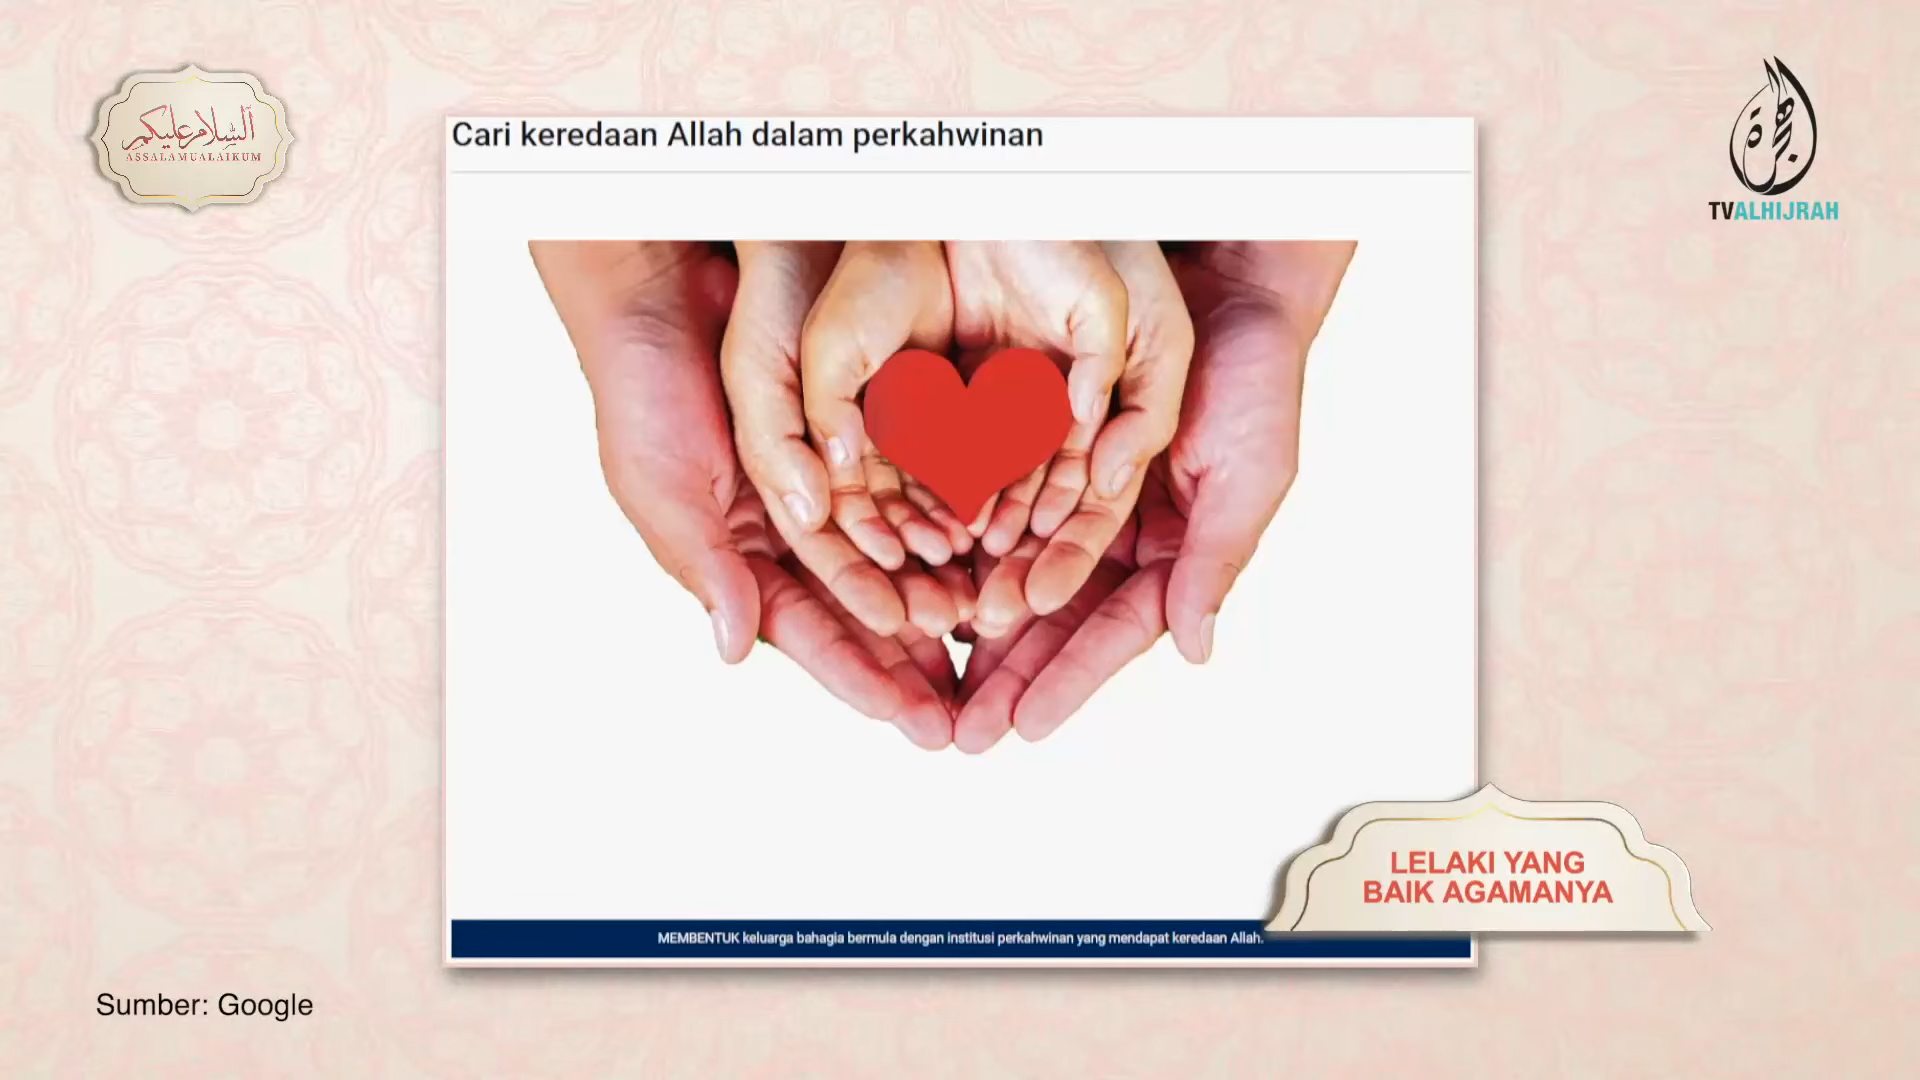 السلام عليكم
ASSALAMUALAIKUM
هجرة
TVALHIJRAH
Cari keredaan Allah dalam perkahwinan
LELAKI YANG
BAIK AGAMANYA
MEMBENTUK keluarga bahagia bermula dengan institusi perkahwinan yang mendapat keredaan Allah.
Sumber: Google